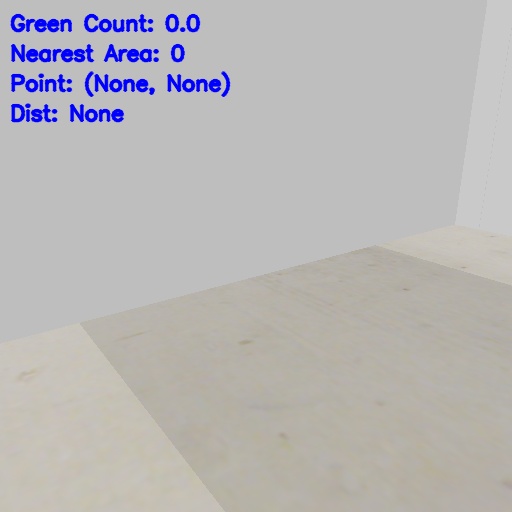 Green Count: 0.0
Nearest Area: 0
Point: (None, None)
Dist: None